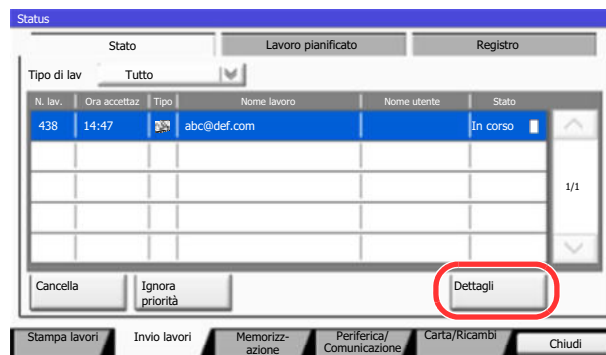 Status
Stato Lavoro pianificato Registro
Tipo di lav Tutto
N. lav. Ora accettaz Tipo Nome lavoro Nome utente Stato
438 14:47 abc@def.com In corso
1/1
Cancella Ignora priorità Dettagli
Stampa lavori Invio lavori Memorizz-
azione Periferica/
Comunicazione Carta/Ricambi Chiudi